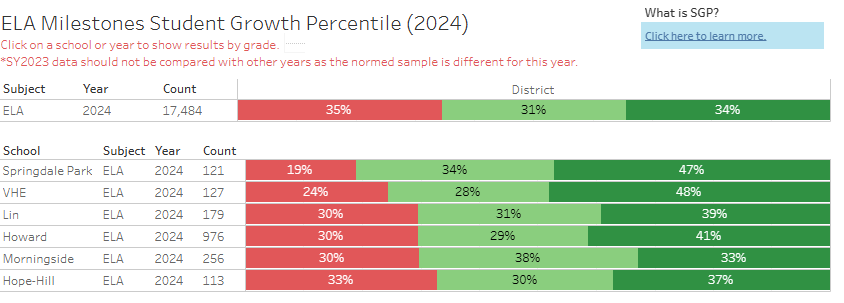 ELA Milestones Student Growth Percentile (2024)
What is SGP?
Click here to learn more.
Click on a school or year to show results by grade.
*SY2023 data should not be compared with other years as the normed sample is different for this year.
Subject Year Count District
ELA 2024 17,484 35% 31% 34%
School Subject Year Count
Springdale Park ELA 2024 121 19% 34% 47%
VHE ELA 2024 127 24% 28% 48%
Lin ELA 2024 179 30% 31% 39%
Howard ELA 2024 976 30% 29% 41%
Morningside ELA 2024 256 30% 38% 33%
Hope-Hill ELA 2024 113 33% 30% 37%